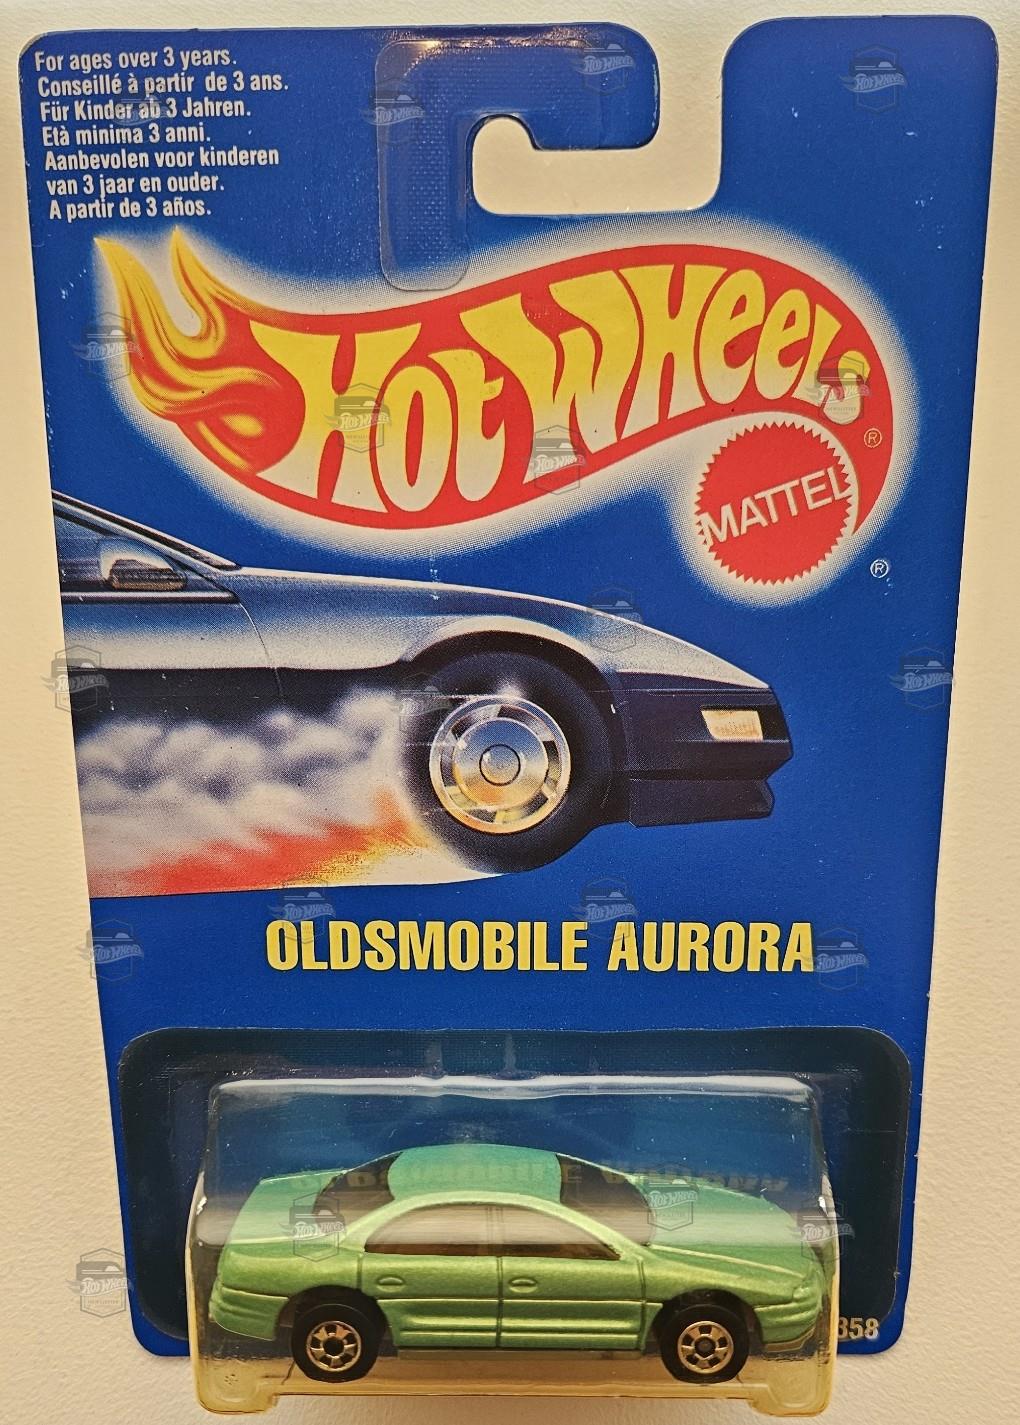 For ages over 3 years.
Conseillé à partir de 3 ans.
Für Kinder ab 3 Jahren.
Età minima 3 anni.
Aanbevolen voor kinderen
van 3 jaar en ouder.
A partir de 3 años.
Hot Wheels ®
MATTEL
®
OLDSMOBILE AURORA